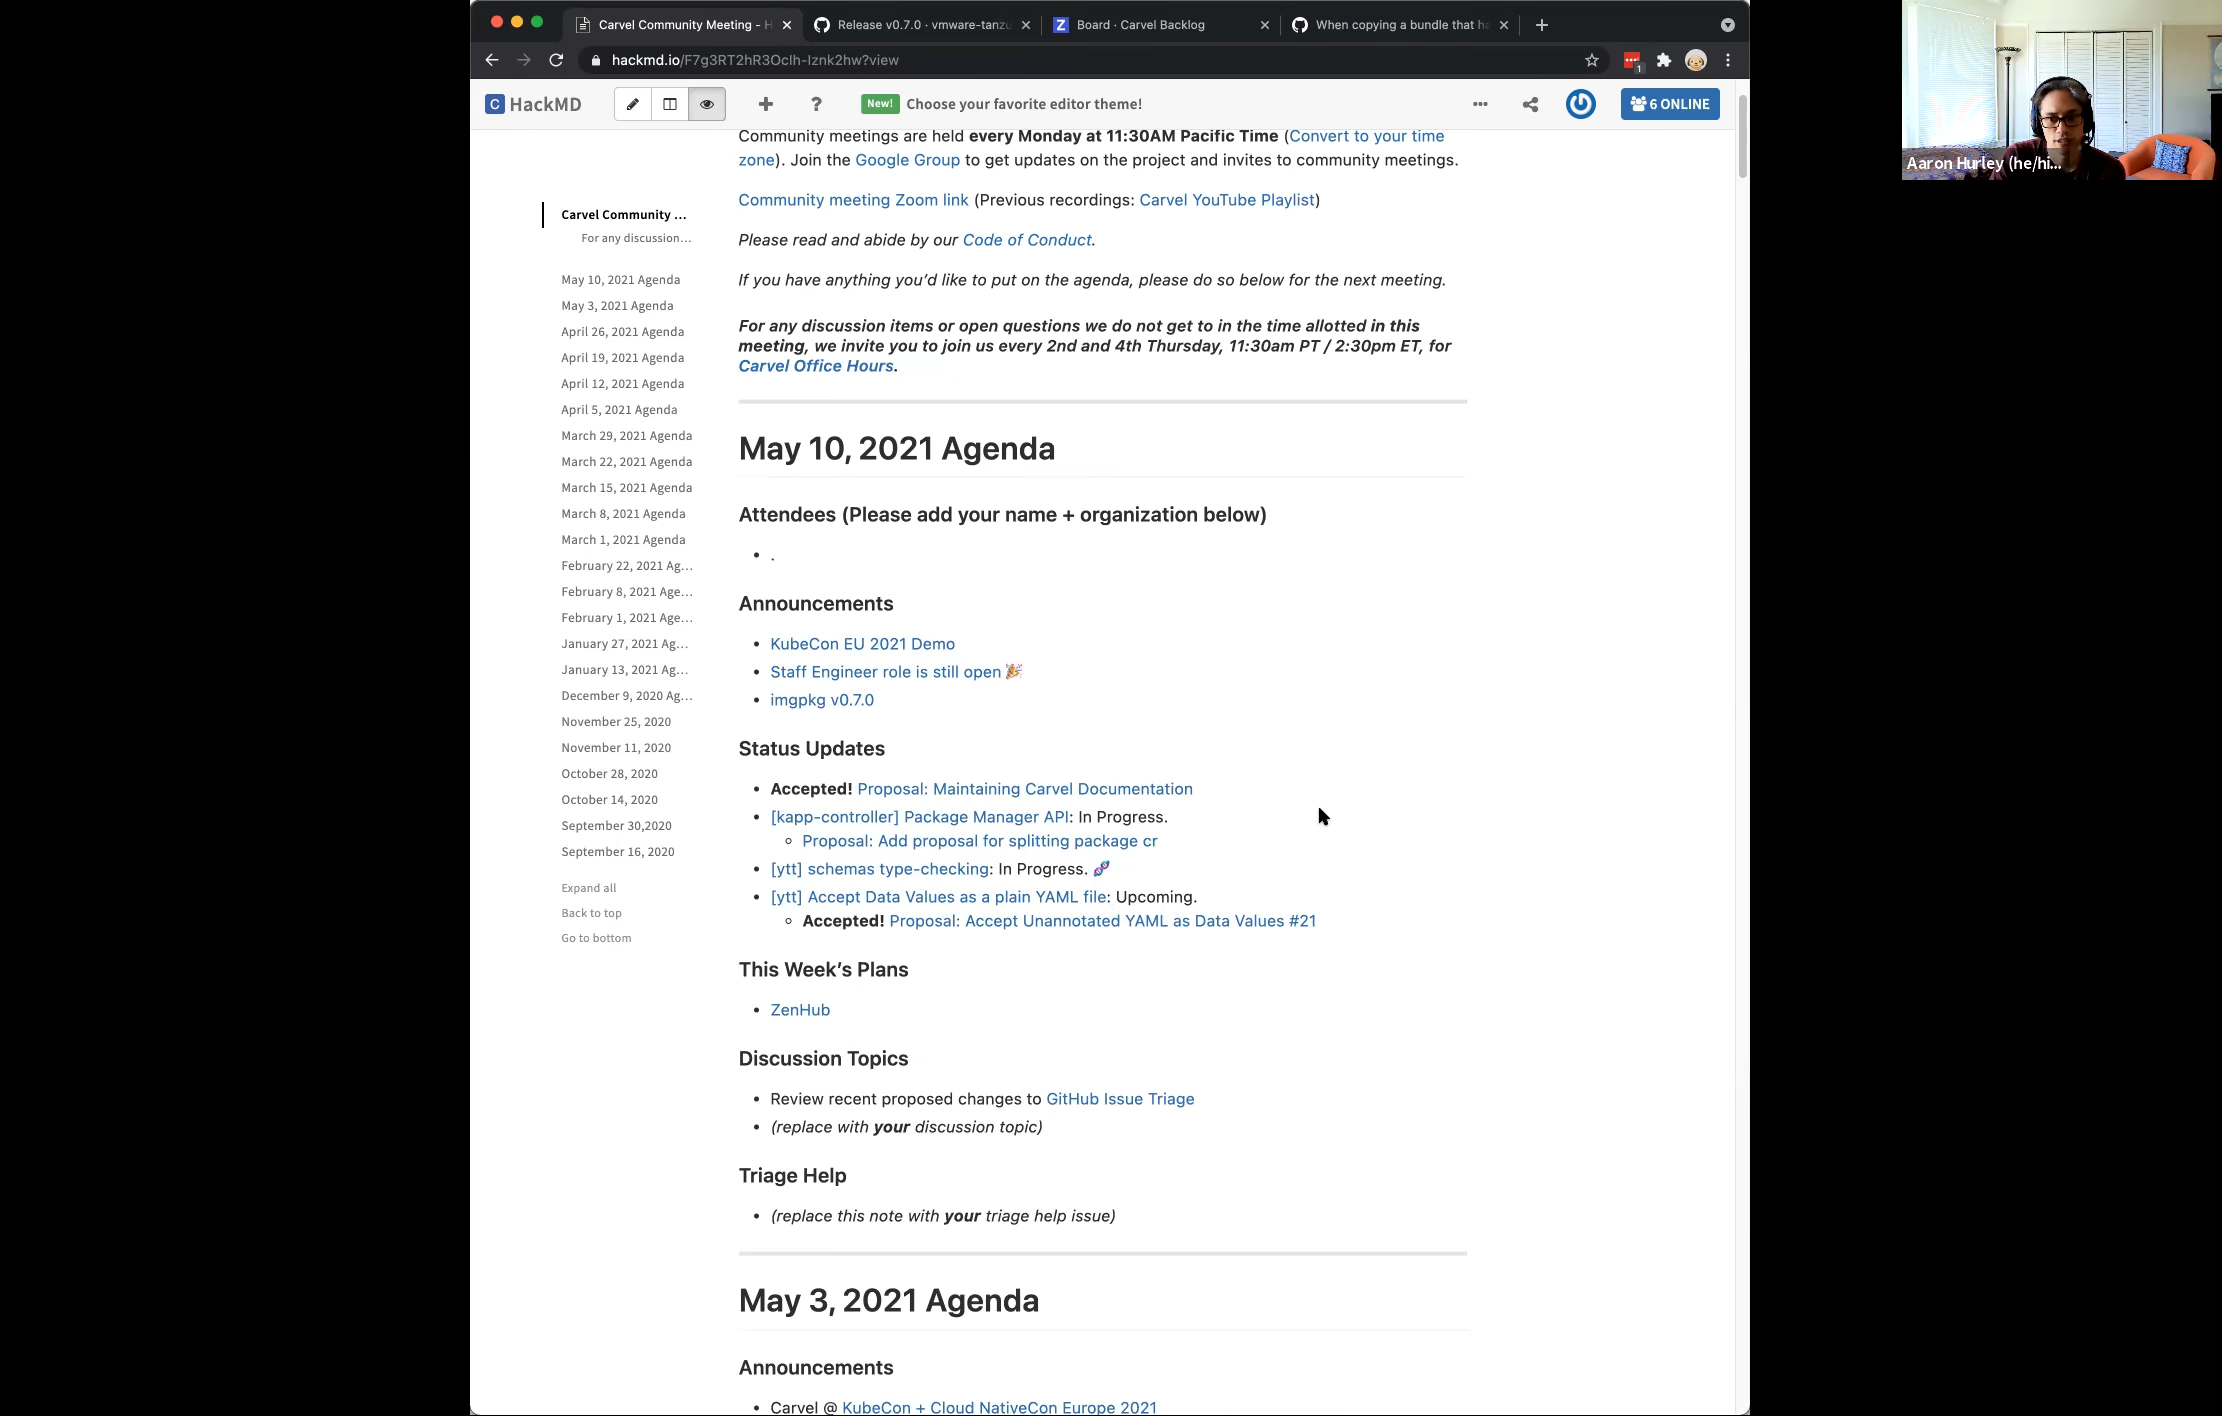 Carvel Community Meeting - H
Release v0.7.0 · vmware-tanzu
Z Board · Carvel Backlog
When copying a bundle that ha
hackmd.io/F7g3RT2hR3OcIh-Iznk2hw?view
1
C HackMD
New! Choose your favorite editor theme!
6 ONLINE
Aaron Hurley (he/hi...
Carvel Community ...
For any discussion...
May 10, 2021 Agenda
May 3, 2021 Agenda
April 26, 2021 Agenda
April 19, 2021 Agenda
April 12, 2021 Agenda
April 5, 2021 Agenda
March 29, 2021 Agenda
March 22, 2021 Agenda
March 15, 2021 Agenda
March 8, 2021 Agenda
March 1, 2021 Agenda
February 22, 2021 Ag...
February 8, 2021 Age...
February 1, 2021 Age...
January 27, 2021 Ag...
January 13, 2021 Ag...
December 9, 2020 Ag...
November 25, 2020
November 11, 2020
October 28, 2020
October 14, 2020
September 30,2020
September 16, 2020
Expand all
Back to top
Go to bottom
Community meetings are held every Monday at 11:30AM Pacific Time (Convert to your time
zone). Join the Google Group to get updates on the project and invites to community meetings.
Community meeting Zoom link (Previous recordings: Carvel YouTube Playlist)
Please read and abide by our Code of Conduct.
If you have anything you’d like to put on the agenda, please do so below for the next meeting.
For any discussion items or open questions we do not get to in the time allotted in this
meeting, we invite you to join us every 2nd and 4th Thursday, 11:30am PT / 2:30pm ET, for
Carvel Office Hours.
May 10, 2021 Agenda
Attendees (Please add your name + organization below)
• .
Announcements
• KubeCon EU 2021 Demo
• Staff Engineer role is still open 🎉
• imgpkg v0.7.0
Status Updates
• Accepted! Proposal: Maintaining Carvel Documentation
• [kapp-controller] Package Manager API: In Progress.
◦ Proposal: Add proposal for splitting package cr
• [ytt] schemas type-checking: In Progress. 🧬
• [ytt] Accept Data Values as a plain YAML file: Upcoming.
◦ Accepted! Proposal: Accept Unannotated YAML as Data Values #21
This Week’s Plans
• ZenHub
Discussion Topics
• Review recent proposed changes to GitHub Issue Triage
• (replace with your discussion topic)
Triage Help
• (replace this note with your triage help issue)
May 3, 2021 Agenda
Announcements
• Carvel @ KubeCon + Cloud NativeCon Europe 2021